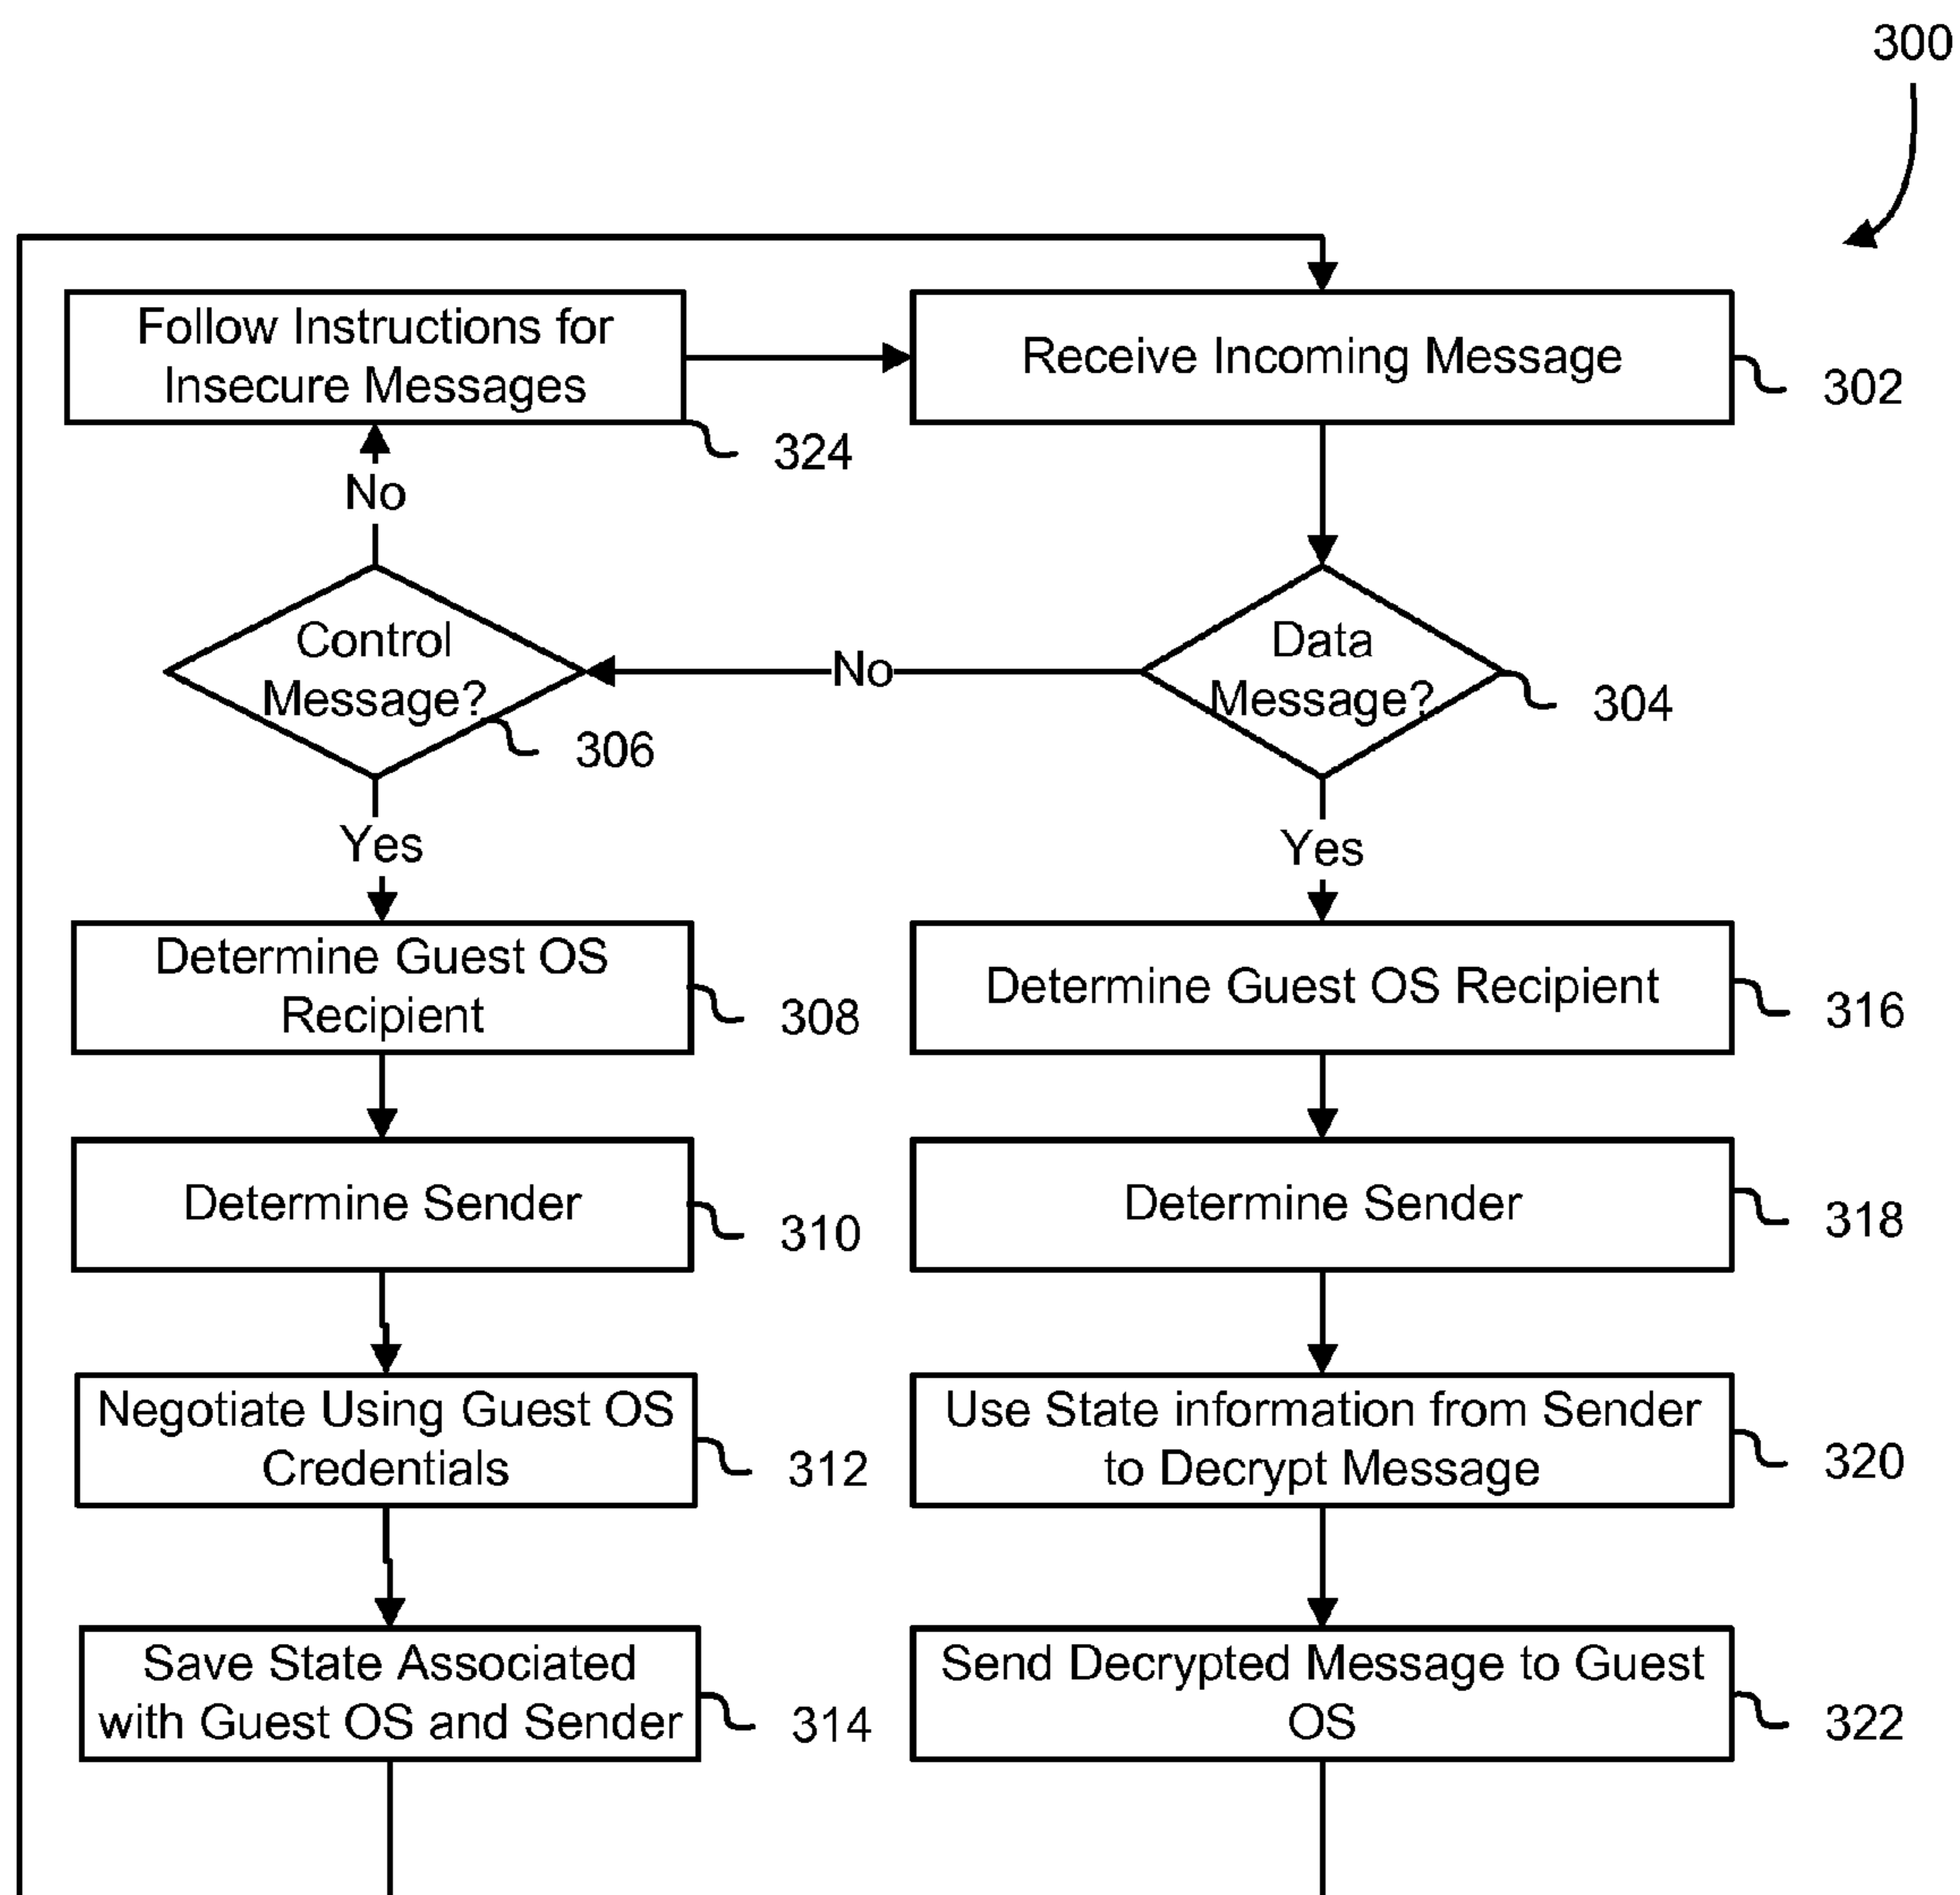 300
Follow Instructions for
Insecure Messages
324
Receive Incoming Message
302
No
Control
Message?
306
No
Data
Message?
304
Yes
Yes
Determine Guest OS
Recipient
308
Determine Guest OS Recipient
316
Determine Sender
310
Determine Sender
318
Negotiate Using Guest OS
Credentials
312
Use State information from Sender
to Decrypt Message
320
Save State Associated
with Guest OS and Sender
314
Send Decrypted Message to Guest
OS
322